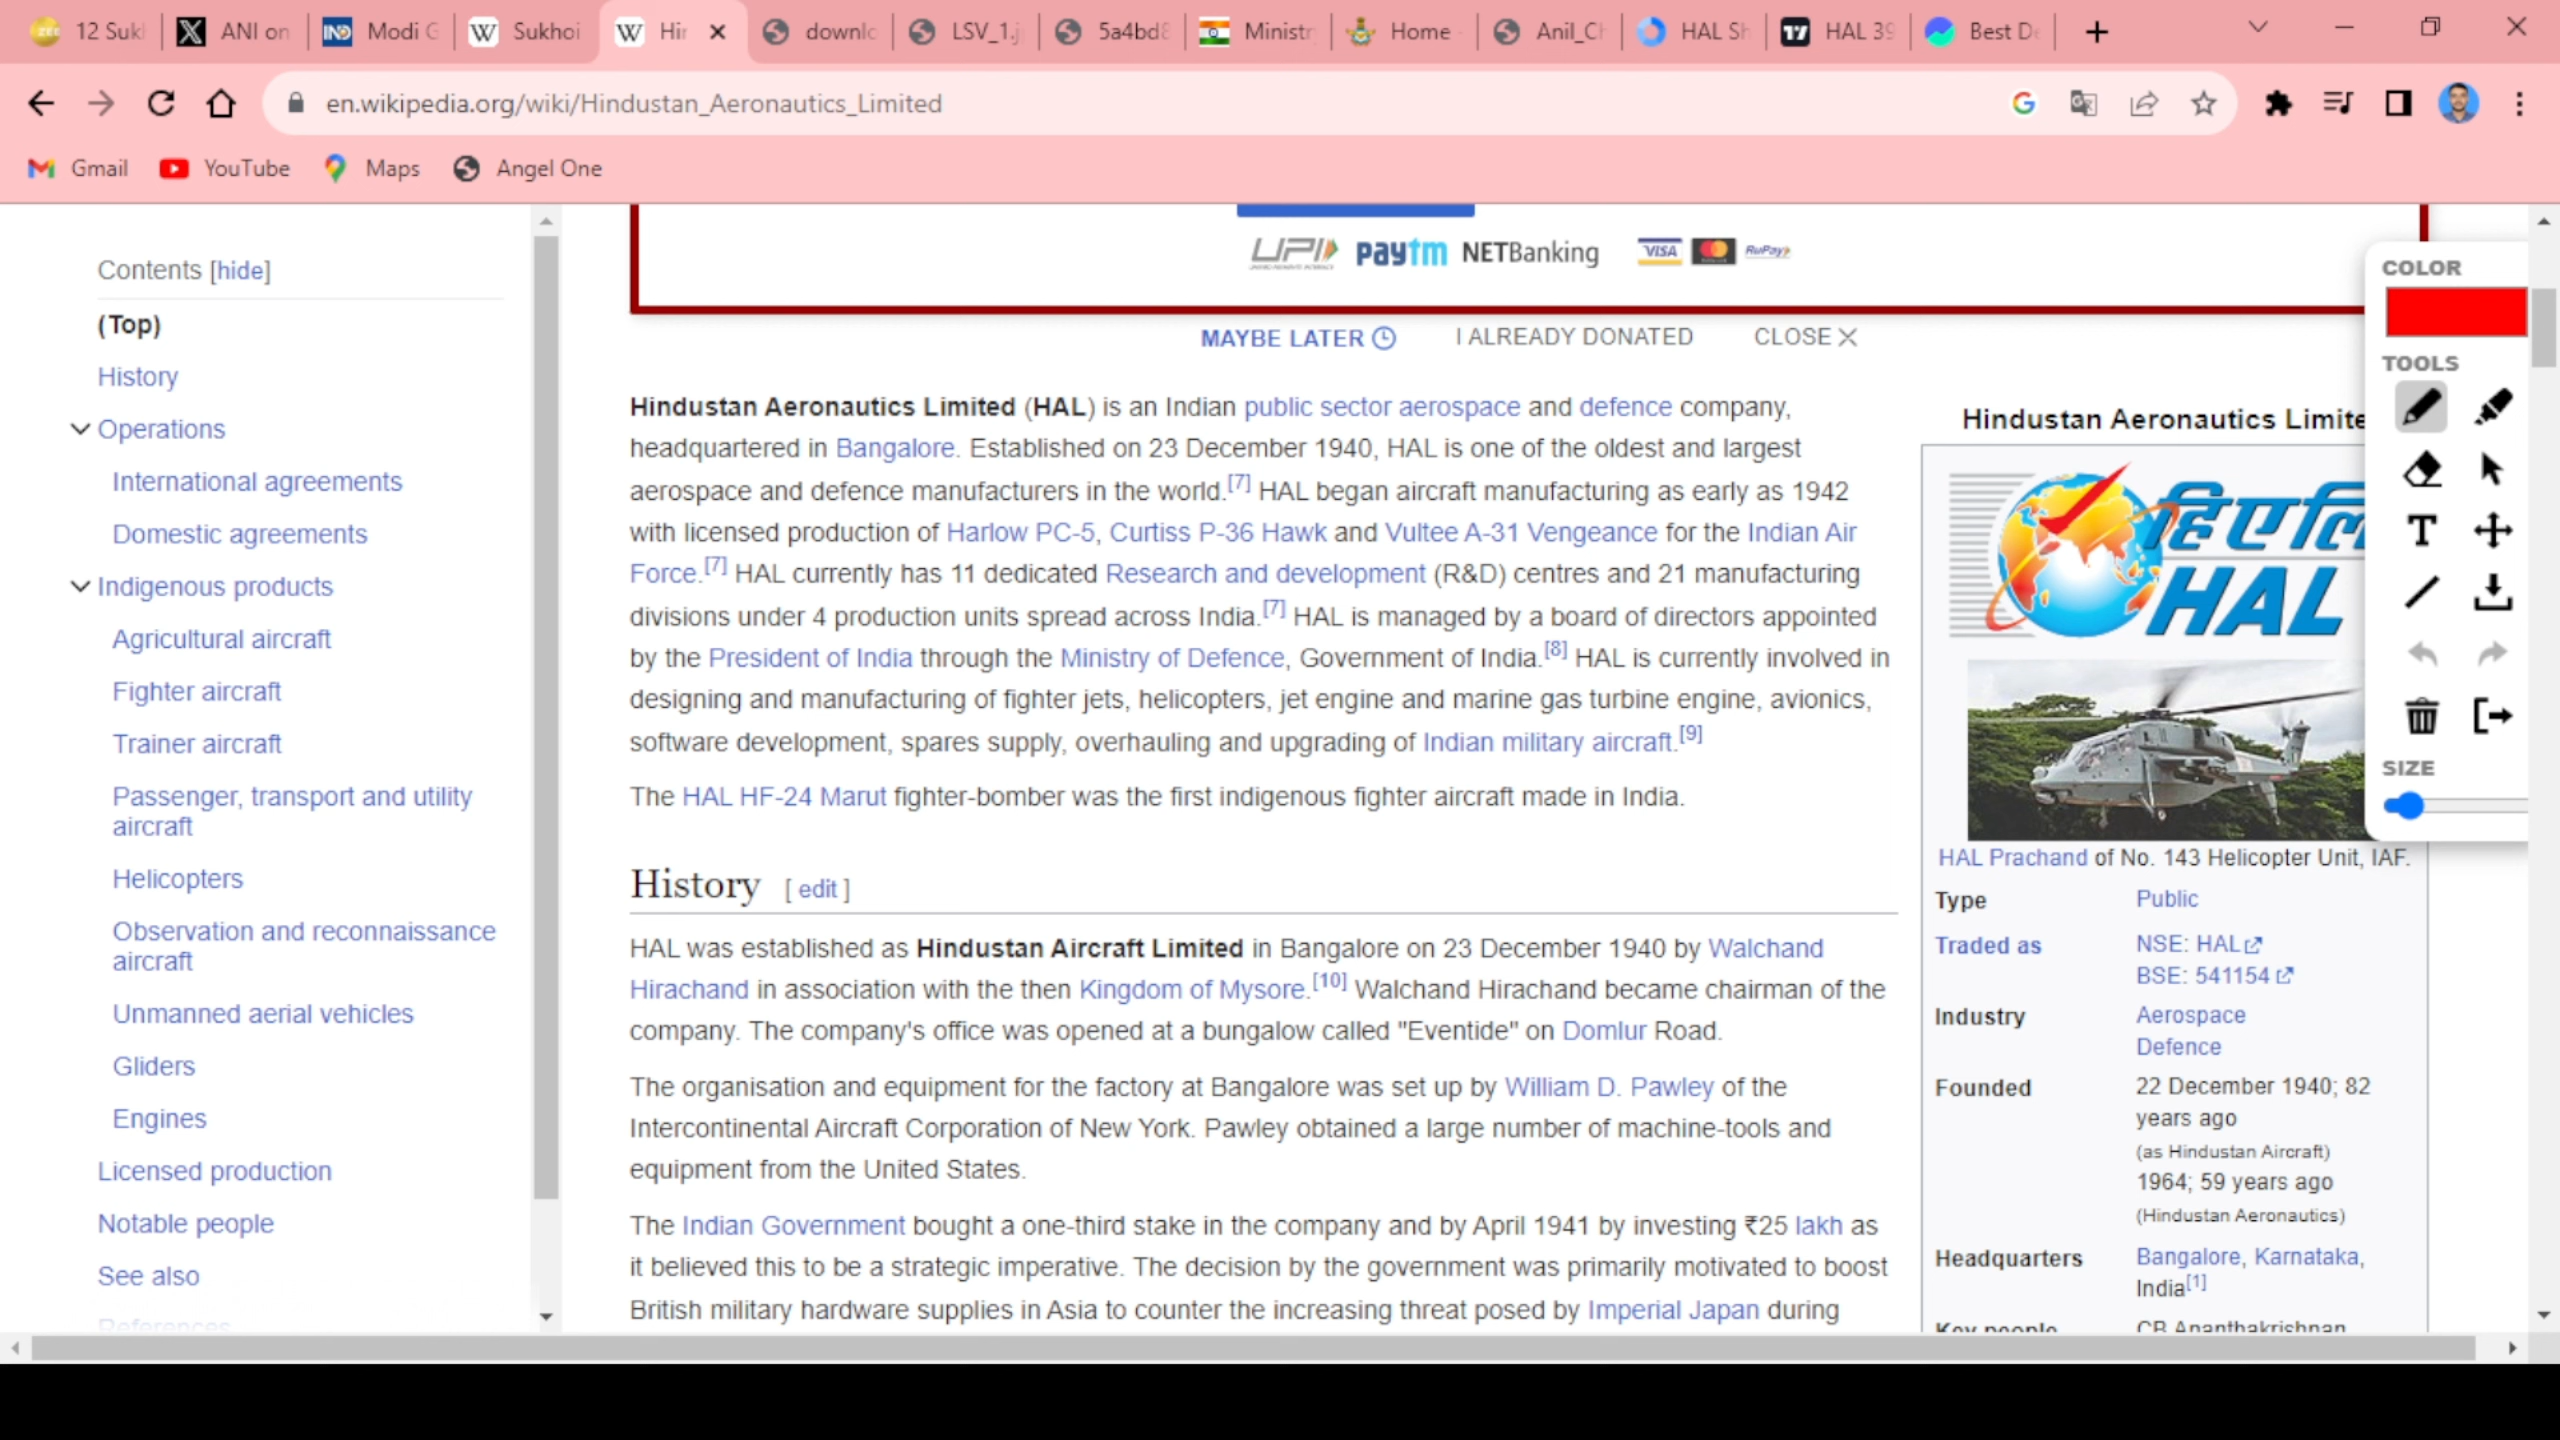 12 Suk
ANI on
Modi G
Sukhoi
Hin
downlo
LSV_1.j
5a4bd8
Ministr
Home -
Anil_Ch
HAL Sh
HAL 39
Best De
en.wikipedia.org/wiki/Hindustan_Aeronautics_Limited
Gmail YouTube Maps Angel One
Contents [hide]
(Top)
History
Operations
International agreements
Domestic agreements
Indigenous products
Agricultural aircraft
Fighter aircraft
Trainer aircraft
Passenger, transport and utility
aircraft
Helicopters
Observation and reconnaissance
aircraft
Unmanned aerial vehicles
Gliders
Engines
Licensed production
Notable people
See also
References
UPI paytm NETBanking VISA RuPay
MAYBE LATER I ALREADY DONATED CLOSE
Hindustan Aeronautics Limited (HAL) is an Indian public sector aerospace and defence company,
headquartered in Bangalore. Established on 23 December 1940, HAL is one of the oldest and largest
aerospace and defence manufacturers in the world.[7] HAL began aircraft manufacturing as early as 1942
with licensed production of Harlow PC-5, Curtiss P-36 Hawk and Vultee A-31 Vengeance for the Indian Air
Force.[7] HAL currently has 11 dedicated Research and development (R&D) centres and 21 manufacturing
divisions under 4 production units spread across India.[7] HAL is managed by a board of directors appointed
by the President of India through the Ministry of Defence, Government of India.[8] HAL is currently involved in
designing and manufacturing of fighter jets, helicopters, jet engine and marine gas turbine engine, avionics,
software development, spares supply, overhauling and upgrading of Indian military aircraft.[9]
The HAL HF-24 Marut fighter-bomber was the first indigenous fighter aircraft made in India.
History [ edit ]
HAL was established as Hindustan Aircraft Limited in Bangalore on 23 December 1940 by Walchand
Hirachand in association with the then Kingdom of Mysore.[10] Walchand Hirachand became chairman of the
company. The company's office was opened at a bungalow called "Eventide" on Domlur Road.
The organisation and equipment for the factory at Bangalore was set up by William D. Pawley of the
Intercontinental Aircraft Corporation of New York. Pawley obtained a large number of machine-tools and
equipment from the United States.
The Indian Government bought a one-third stake in the company and by April 1941 by investing ₹25 lakh as
it believed this to be a strategic imperative. The decision by the government was primarily motivated to boost
British military hardware supplies in Asia to counter the increasing threat posed by Imperial Japan during
Hindustan Aeronautics Limite
हिएलि
HAL
HAL Prachand of No. 143 Helicopter Unit, IAF.
Type Public
Traded as NSE: HAL
BSE: 541154
Industry Aerospace
Defence
Founded 22 December 1940; 82
years ago
(as Hindustan Aircraft)
1964; 59 years ago
(Hindustan Aeronautics)
Headquarters Bangalore, Karnataka,
India[1]
Key people CB Ananthakrishnan
COLOR
TOOLS
T
SIZE